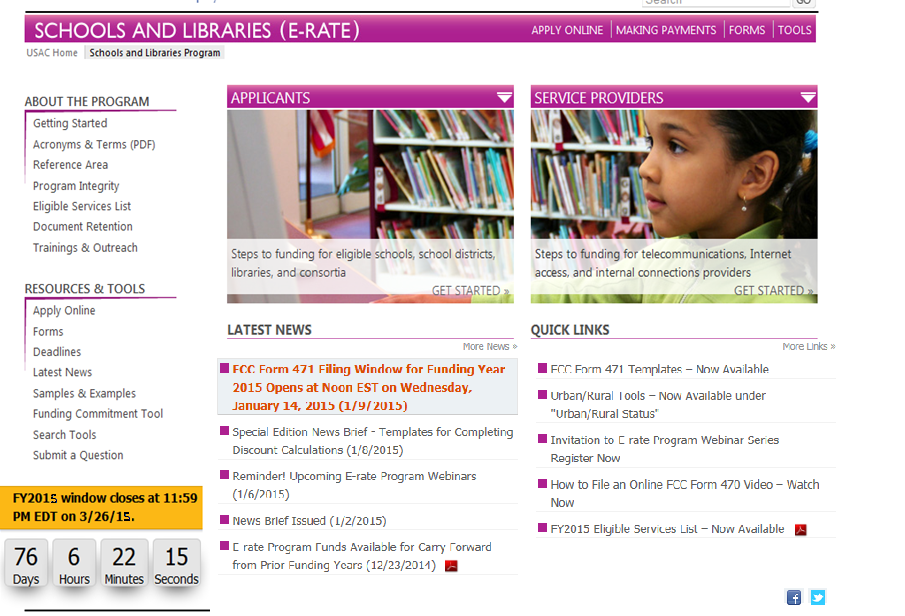 Search
GO
SCHOOLS AND LIBRARIES (E-RATE)
APPLY ONLINE
MAKING PAYMENTS
FORMS
TOOLS
USAC Home
Schools and Libraries Program
ABOUT THE PROGRAM
Getting Started
Acronyms & Terms (PDF)
Reference Area
Program Integrity
Eligible Services List
Document Retention
Trainings & Outreach
RESOURCES & TOOLS
Apply Online
Forms
Deadlines
Latest News
Samples & Examples
Funding Commitment Tool
Search Tools
Submit a Question
FY2015 window closes at 11:59
PM EDT on 3/26/15.
76
6
22
15
Days
Hours
Minutes
Seconds
APPLICANTS
Steps to funding for eligible schools, school districts,
libraries, and consortia
GET STARTED »
SERVICE PROVIDERS
Steps to funding for telecommunications, Internet
access, and internal connections providers
GET STARTED »
LATEST NEWS
More News »
FCC Form 471 Filing Window for Funding Year
2015 Opens at Noon EST on Wednesday,
January 14, 2015 (1/9/2015)
Special Edition News Brief - Templates for Completing
Discount Calculations (1/8/2015)
Reminder! Upcoming E-rate Program Webinars
(1/6/2015)
News Brief Issued (1/2/2015)
E-rate Program Funds Available for Carry Forward
from Prior Funding Years (12/23/2014)
QUICK LINKS
More Links »
FCC Form 471 Templates – Now Available
Urban/Rural Tools – Now Available under
"Urban/Rural Status"
Invitation to E-rate Program Webinar Series
Register Now
How to File an Online FCC Form 470 Video – Watch
Now
FY2015 Eligible Services List – Now Available